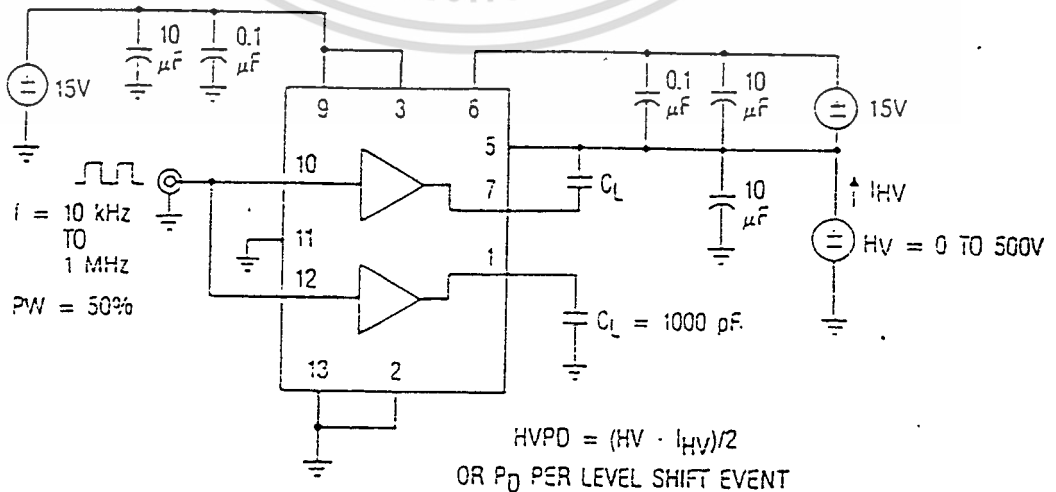 10 μF
0.1 μF
15V
9
3
6
0.1 μF
10 μF
15V
5
10
7
C_L
10 μF
I_HV
HV = 0 TO 500V
f = 10 kHz
TO
1 MHz
PW = 50%
11
12
1
C_L = 1000 pF
13
2
HVPD = (HV · I_HV)/2
OR P_D PER LEVEL SHIFT EVENT